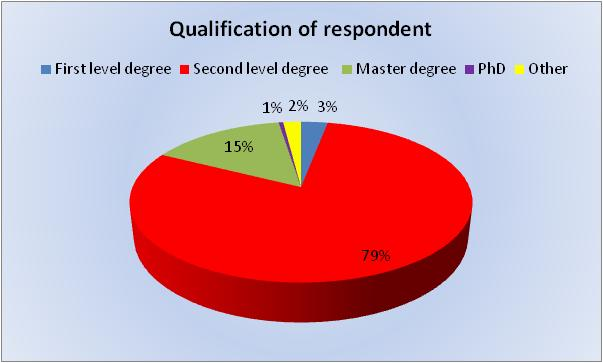 Qualification of respondent
First level degree Second level degree Master degree PhD Other
1% 2% 3%
15%
79%